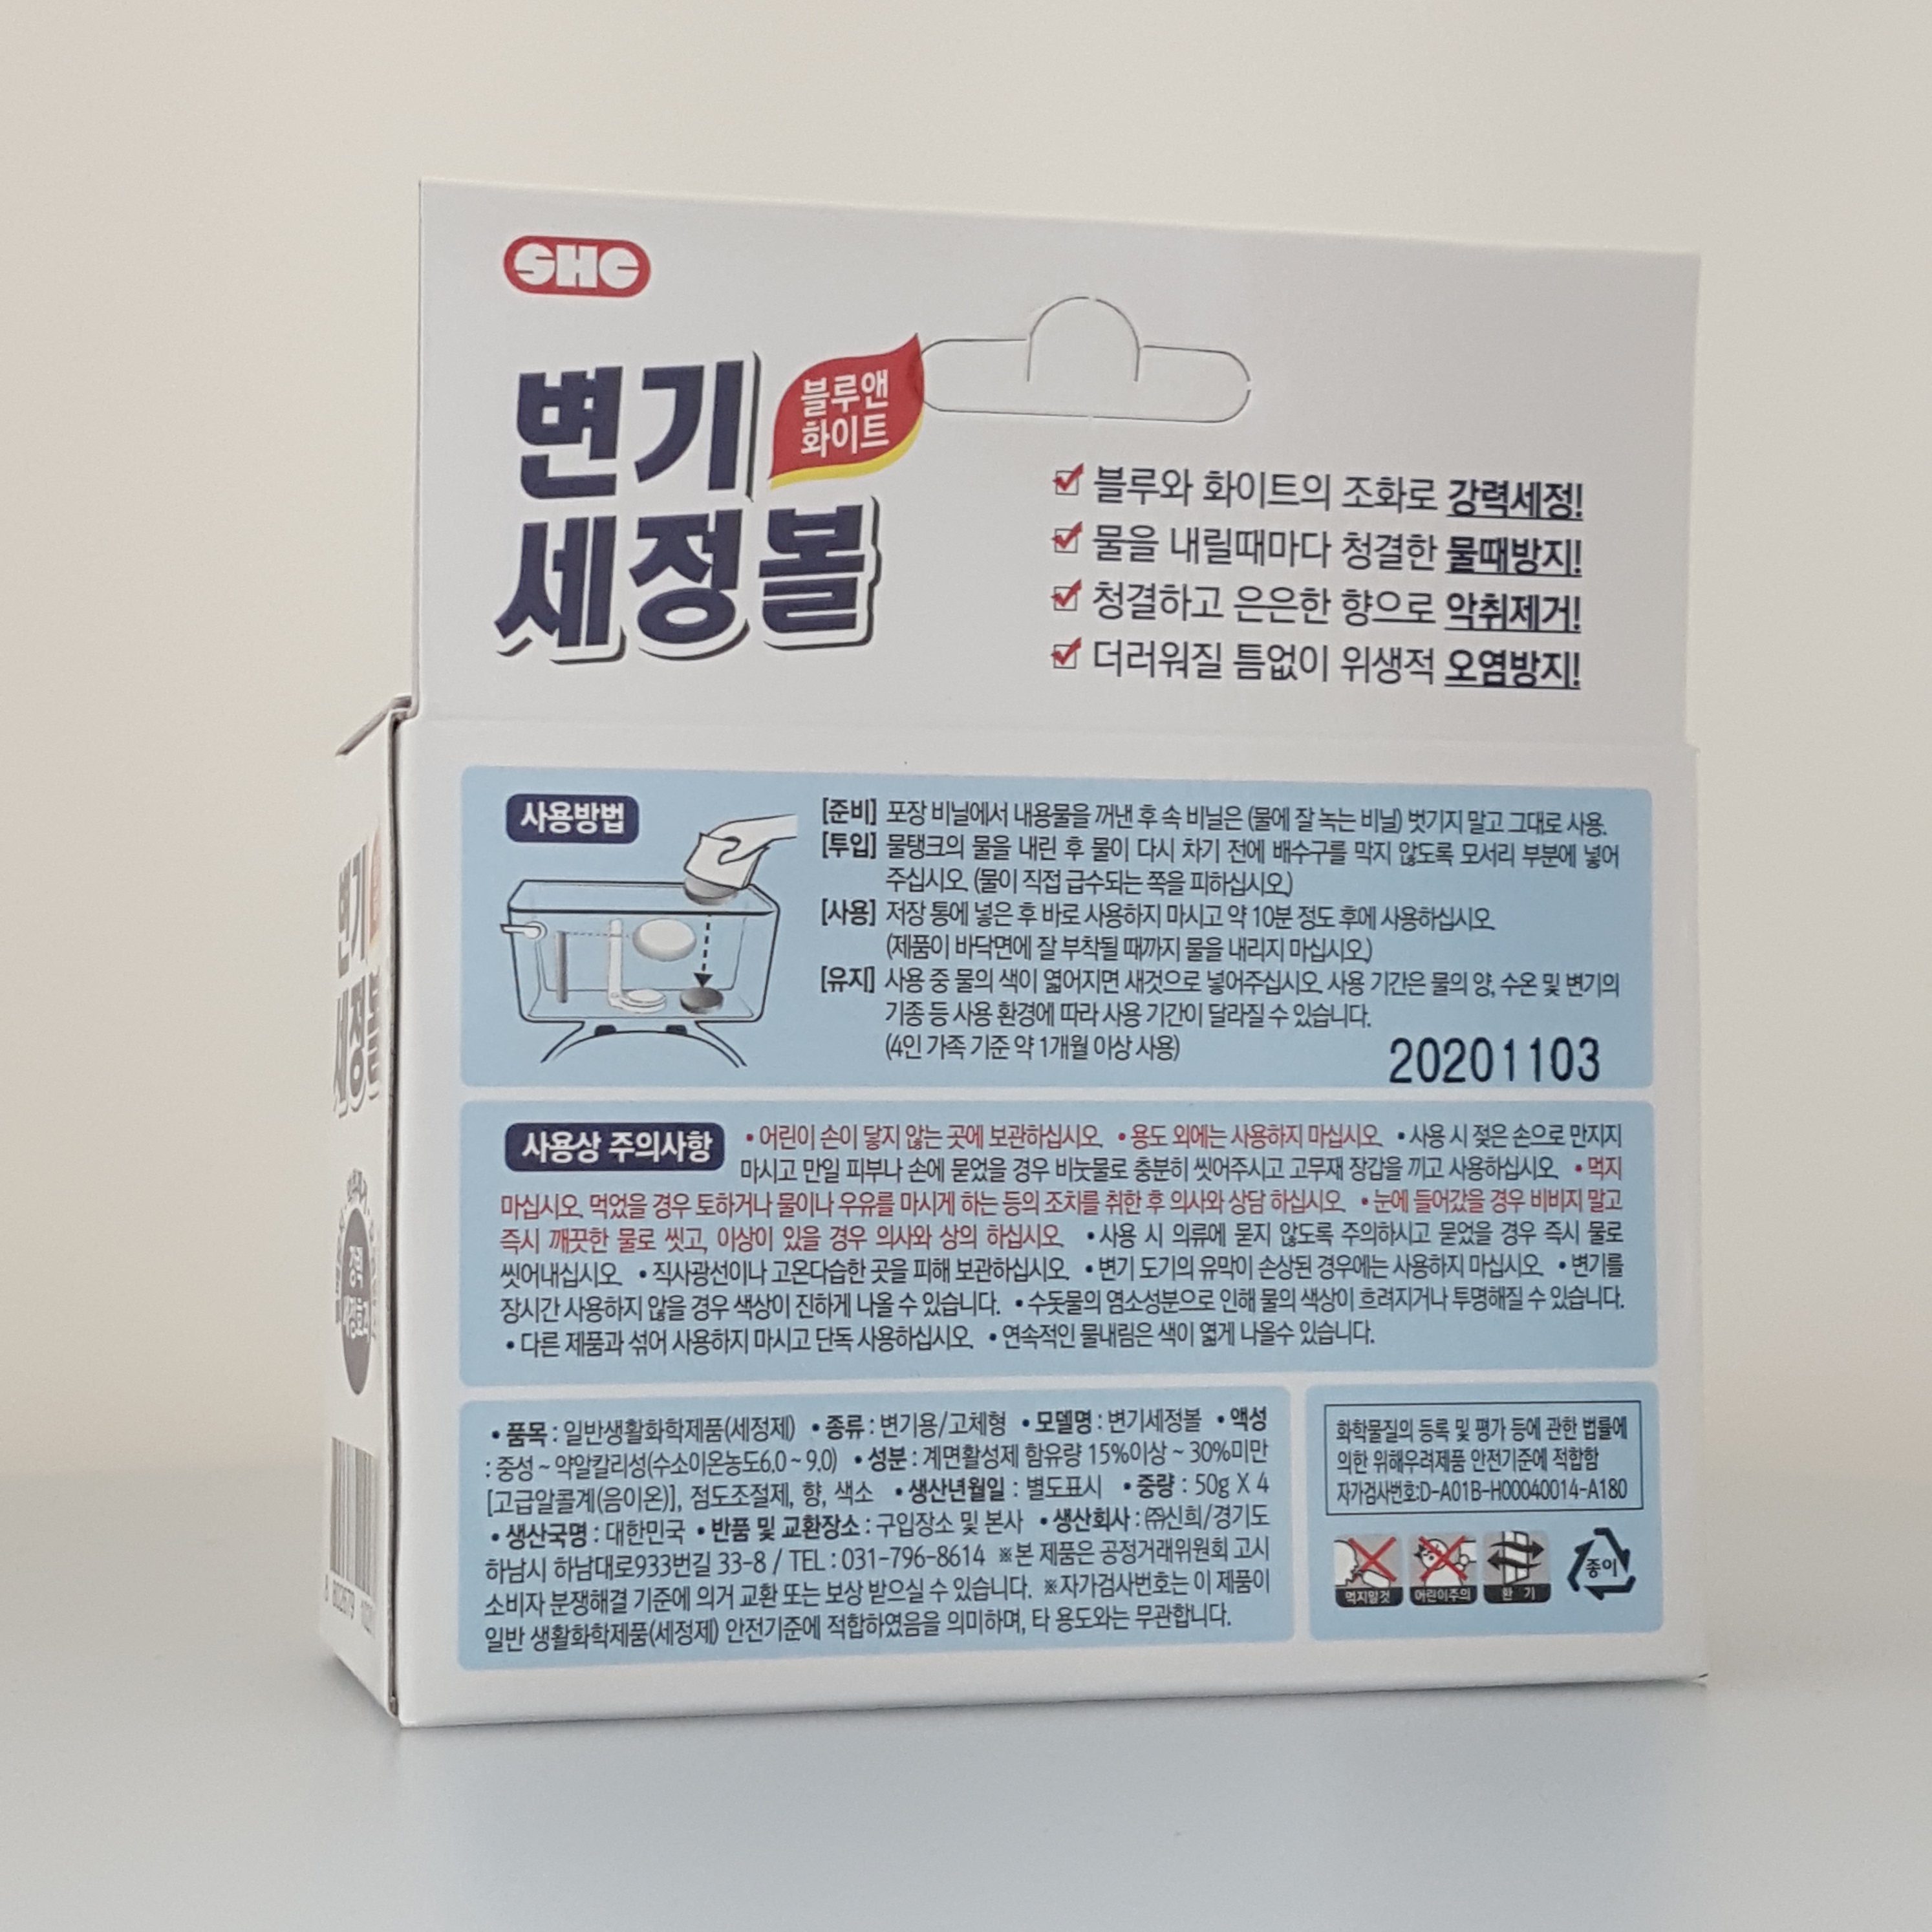 SHC
변기
블루앤
화이트
세정볼
블루와 화이트의 조화로 강력세정!
물을 내릴때마다 청결한 물때방지!
청결하고 은은한 향으로 악취제거!
더러워질 틈없이 위생적 오염방지!
사용방법
[준비] 포장 비닐에서 내용물을 꺼낸 후 속 비닐은 (물에 잘 녹는 비닐) 벗기지 말고 그대로 사용.
[투입] 물탱크의 물을 내린 후 물이 다시 차기 전에 배수구를 막지 않도록 모서리 부분에 넣어
주십시오. (물이 직접 급수되는 쪽을 피하십시오.)
[사용] 저장 통에 넣은 후 바로 사용하지 마시고 약 10분 정도 후에 사용하십시오.
(제품이 바닥면에 잘 부착될 때까지 물을 내리지 마십시오.)
[유지] 사용 중 물의 색이 엷어지면 새것으로 넣어주십시오. 사용 기간은 물의 양, 수온 및 변기의
기종 등 사용 환경에 따라 사용 기간이 달라질 수 있습니다.
(4인 가족 기준 약 1개월 이상 사용)
20201103
사용상 주의사항 • 어린이 손이 닿지 않는 곳에 보관하십시오. • 용도 외에는 사용하지 마십시오. • 사용 시 젖은 손으로 만지지
마시고 만일 피부나 손에 묻었을 경우 비눗물로 충분히 씻어주시고 고무재 장갑을 끼고 사용하십시오. • 먹지
마십시오. 먹었을 경우 토하거나 물이나 우유를 마시게 하는 등의 조치를 취한 후 의사와 상담 하십시오. • 눈에 들어갔을 경우 비비지 말고
즉시 깨끗한 물로 씻고, 이상이 있을 경우 의사와 상의 하십시오. • 사용 시 의류에 묻지 않도록 주의하시고 묻었을 경우 즉시 물로
씻어내십시오. • 직사광선이나 고온다습한 곳을 피해 보관하십시오. • 변기 도기의 유막이 손상된 경우에는 사용하지 마십시오. • 변기를
장시간 사용하지 않을 경우 색상이 진하게 나올 수 있습니다. • 수돗물의 염소성분으로 인해 물의 색상이 흐려지거나 투명해질 수 있습니다.
• 다른 제품과 섞어 사용하지 마시고 단독 사용하십시오. • 연속적인 물내림은 색이 엷게 나올수 있습니다.
• 품목 : 일반생활화학제품(세정제) • 종류 : 변기용/고체형 • 모델명 : 변기세정볼 • 액성
: 중성 ~ 약알칼리성(수소이온농도6.0 ~ 9.0) • 성분 : 계면활성제 함유량 15%이상 ~ 30%미만
[고급알콜계(음이온)], 점도조절제, 향, 색소 • 생산년월일 : 별도표시 • 중량 : 50g X 4
• 생산국명 : 대한민국 • 반품 및 교환장소 : 구입장소 및 본사 • 생산회사 : ㈜신희/경기도
하남시 하남대로933번길 33-8 / TEL : 031-796-8614 ※본 제품은 공정거래위원회 고시
소비자 분쟁해결 기준에 의거 교환 또는 보상 받으실 수 있습니다. ※자가검사번호는 이 제품이
일반 생활화학제품(세정제) 안전기준에 적합하였음을 의미하며, 타 용도와는 무관합니다.
화학물질의 등록 및 평가 등에 관한 법률에
의한 위해우려제품 안전기준에 적합함
자가검사번호:D-A01B-H00040014-A180
먹지말것 어린이주의 환 기
종이
변기
세정볼
강력